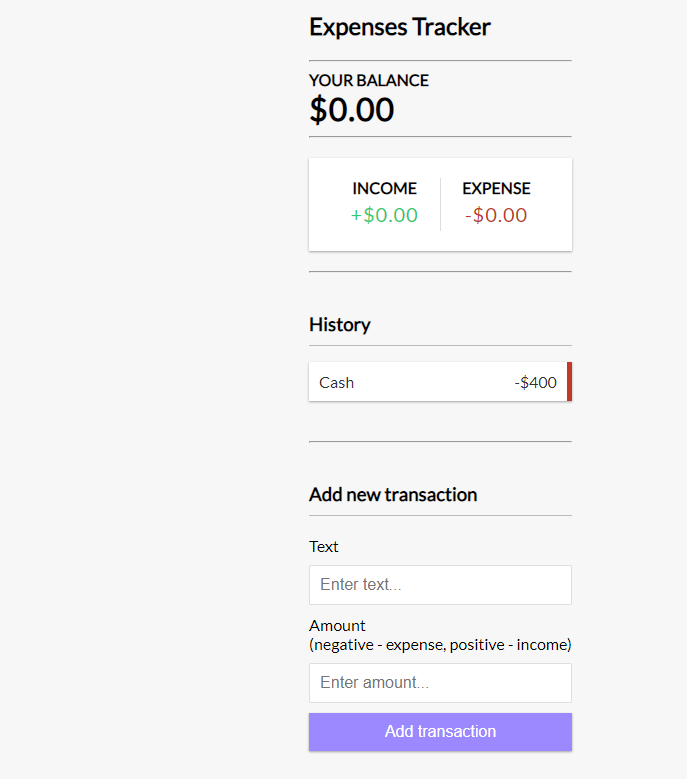 Expenses Tracker
YOUR BALANCE
$0.00
INCOME EXPENSE
+$0.00 -$0.00
History
Cash -$400
Add new transaction
Text
Enter text...
Amount
(negative - expense, positive - income)
Enter amount...
Add transaction